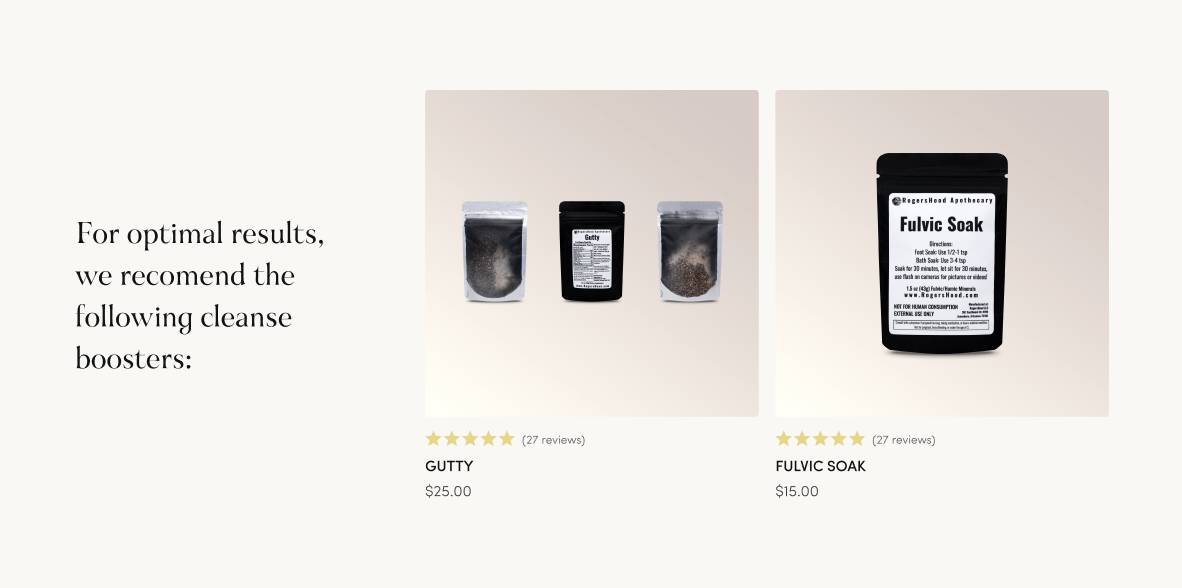 For optimal results,
we recomend the
following cleanse
boosters:
RogersHood Apothecary
Gutty
www.RogersHood.com
RogersHood Apothecary
Fulvic Soak
Directions:
Foot Soak: Use 1/2-1 tsp
Bath Soak: Use 3-4 tsp
Soak for 30 minutes, let sit for 30 minutes,
use flash on cameras for pictures or videos!
1.5 oz (43g) Fulvic/Humic Minerals
www.RogersHood.com
NOT FOR HUMAN CONSUMPTION
EXTERNAL USE ONLY
(27 reviews)
GUTTY
$25.00
(27 reviews)
FULVIC SOAK
$15.00